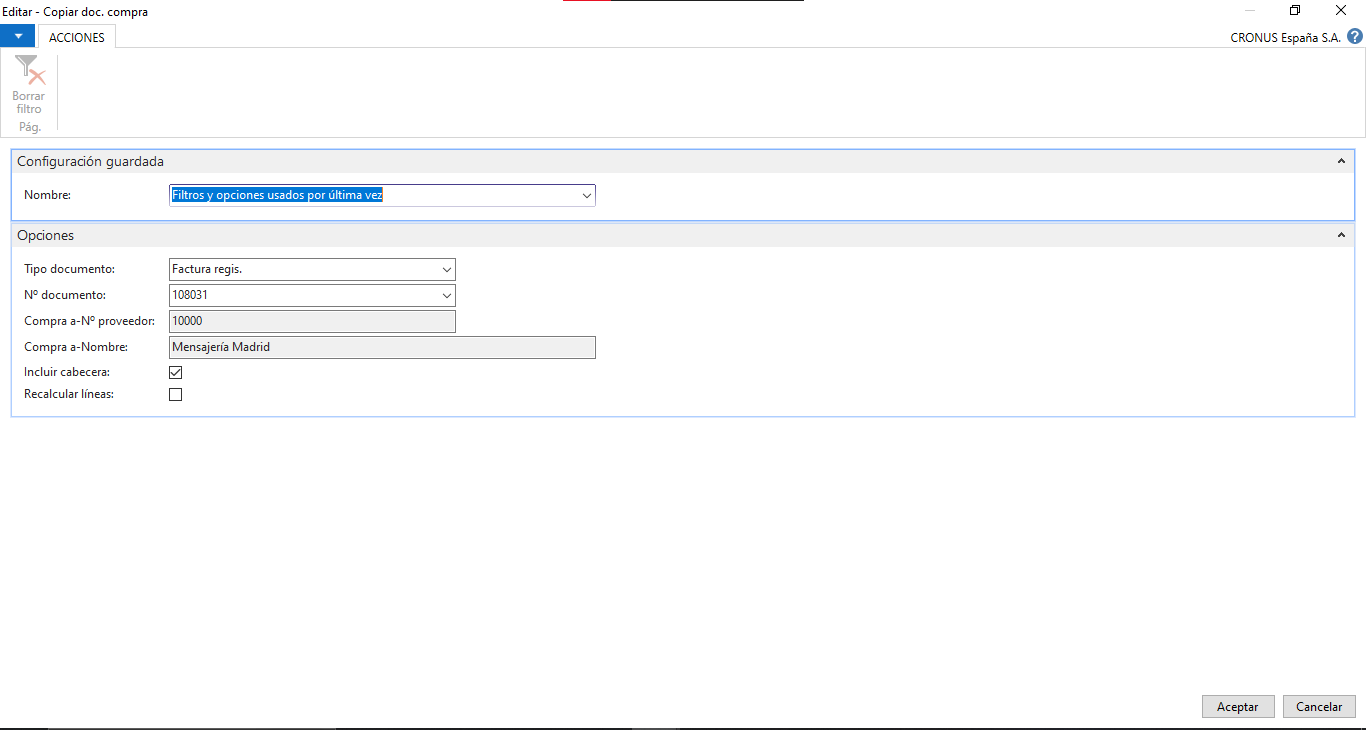 Editar - Copiar doc. compra
ACCIONES
CRONUS España S.A.
?
Borrar
filtro
Pág.
Configuración guardada
Nombre: Filtros y opciones usados por última vez
Opciones
Tipo documento: Factura regis.
Nº documento: 108031
Compra a-Nº proveedor: 10000
Compra a-Nombre: Mensajería Madrid
Incluir cabecera:
Recalcular líneas:
Aceptar Cancelar